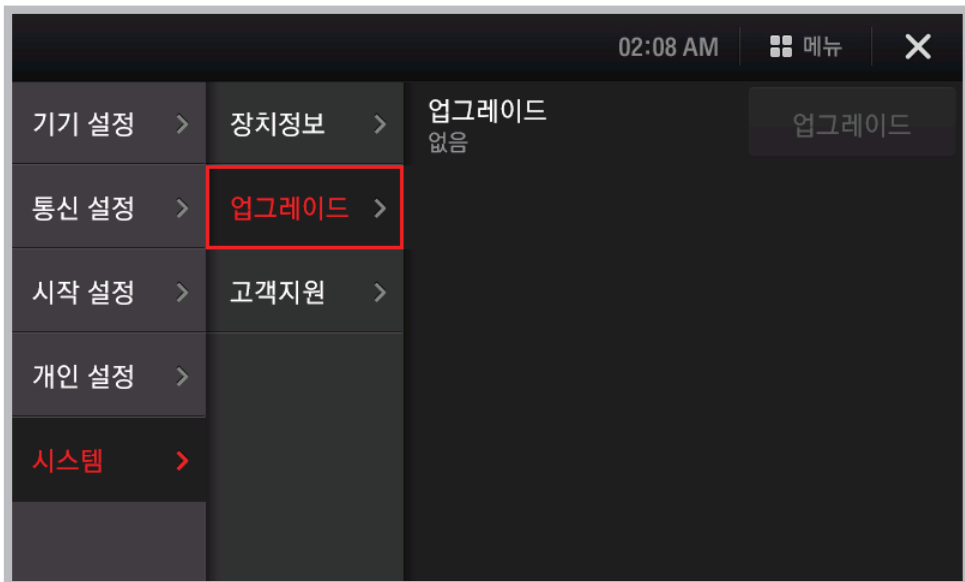 02:08 AM 메뉴
기기 설정
통신 설정
시작 설정
개인 설정
시스템
장치정보
업그레이드
고객지원
업그레이드
없음
업그레이드